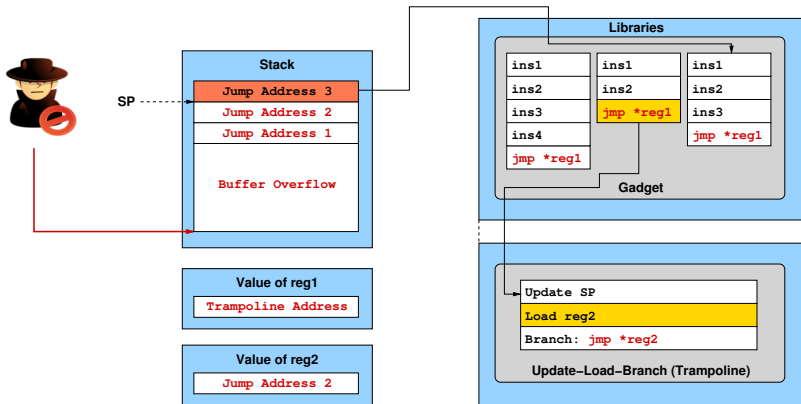 Stack
SP
Jump Address 3
Jump Address 2
Jump Address 1
Buffer Overflow
Value of reg1
Trampoline Address
Value of reg2
Jump Address 2
Libraries
ins1
ins2
ins3
ins4
jmp *reg1
ins1
ins2
jmp *reg1
ins1
ins2
ins3
jmp *reg1
Gadget
Update SP
Load reg2
Branch: jmp *reg2
Update-Load-Branch (Trampoline)